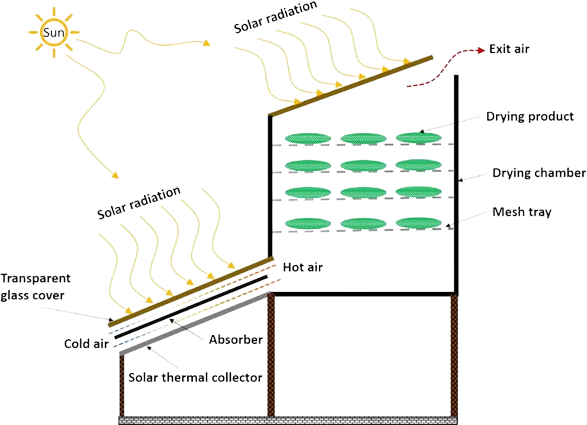 Sun
Solar radiation
Exit air
Drying product
Drying chamber
Solar radiation
Mesh tray
Hot air
Transparent
glass cover
Cold air
Absorber
Solar thermal collector